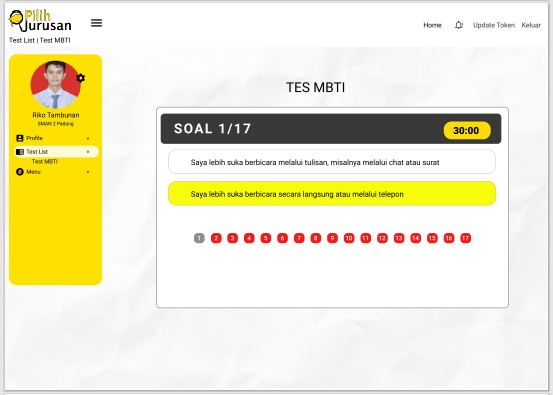 Pilih
Jurusan
Home
Update Token
Keluar
Test List | Test MBTI
Riko Tambunan
SMAN 2 Padang
Profile
Test List
Test MBTI
Menu
TES MBTI
SOAL 1/17
30:00
Saya lebih suka berbicara melalui tulisan, misalnya melalui chat atau surat
Saya lebih suka berbicara secara langsung atau melalui telepon
1 2 3 4 5 6 7 8 9 10 11 12 13 14 15 16 17